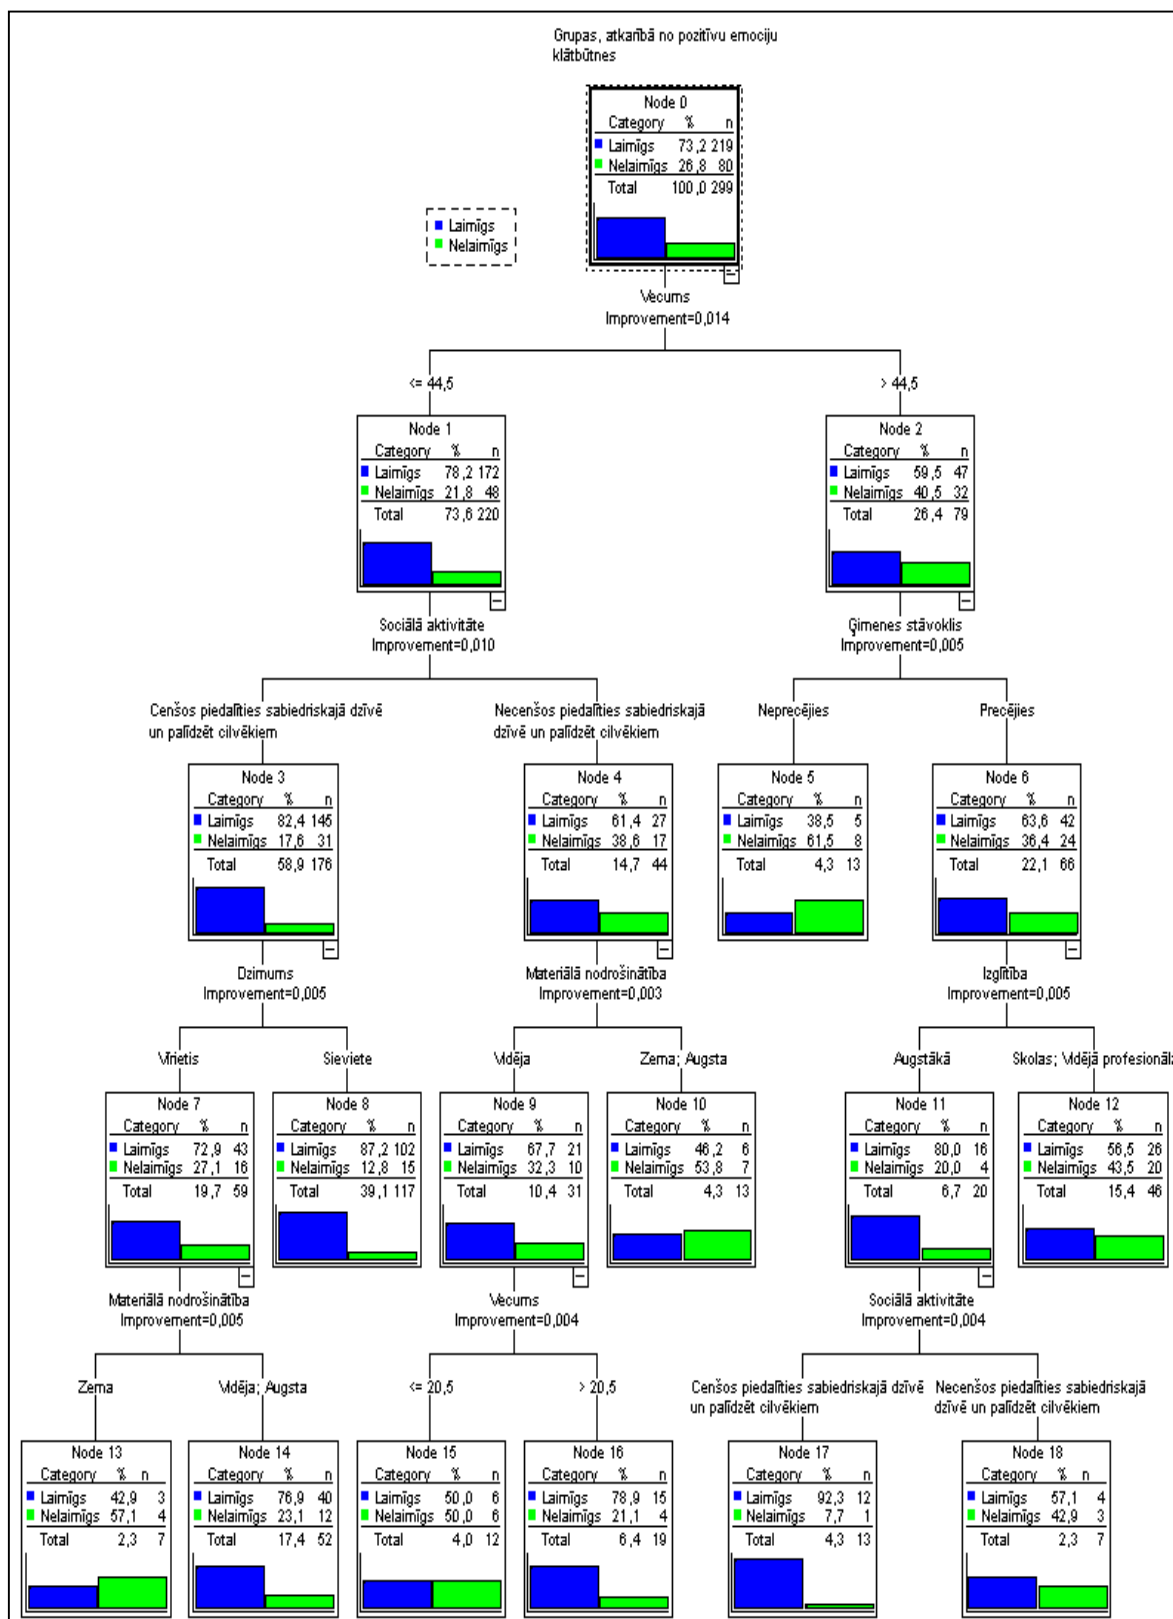 Grupas, atkarībā no pozitīvu emociju
klātbūtnes
Node 0
Category % n
Laimīgs 73,2 219
Nelaimīgs 26,8 80
Total 100,0 299
Laimīgs
Nelaimīgs
Vecums
Improvement=0,014
<= 44,5
> 44,5
Node 1
Category % n
Laimīgs 78,2 172
Nelaimīgs 21,8 48
Total 73,6 220
Node 2
Category % n
Laimīgs 59,5 47
Nelaimīgs 40,5 32
Total 26,4 79
Sociālā aktivitāte
Improvement=0,010
Ģimenes stāvoklis
Improvement=0,005
Cenšos piedalīties sabiedriskajā dzīvē
un palīdzēt cilvēkiem
Necenšos piedalīties sabiedriskajā
dzīvē un palīdzēt cilvēkiem
Neprecējies
Precējies
Node 3
Category % n
Laimīgs 82,4 145
Nelaimīgs 17,6 31
Total 58,9 176
Node 4
Category % n
Laimīgs 61,4 27
Nelaimīgs 38,6 17
Total 14,7 44
Node 5
Category % n
Laimīgs 38,5 5
Nelaimīgs 61,5 8
Total 4,3 13
Node 6
Category % n
Laimīgs 63,6 42
Nelaimīgs 36,4 24
Total 22,1 66
Dzimums
Improvement=0,005
Materiālā nodrošinātība
Improvement=0,003
Izglītība
Improvement=0,005
Vīrietis
Sieviete
Vidēja
Zema; Augsta
Augstākā
Skolas; Vidējā profesionāla
Node 7
Category % n
Laimīgs 72,9 43
Nelaimīgs 27,1 16
Total 19,7 59
Node 8
Category % n
Laimīgs 87,2 102
Nelaimīgs 12,8 15
Total 39,1 117
Node 9
Category % n
Laimīgs 67,7 21
Nelaimīgs 32,3 10
Total 10,4 31
Node 10
Category % n
Laimīgs 46,2 6
Nelaimīgs 53,8 7
Total 4,3 13
Node 11
Category % n
Laimīgs 80,0 16
Nelaimīgs 20,0 4
Total 6,7 20
Node 12
Category % n
Laimīgs 56,5 26
Nelaimīgs 43,5 20
Total 15,4 46
Materiālā nodrošinātība
Improvement=0,005
Vecums
Improvement=0,004
Sociālā aktivitāte
Improvement=0,004
Zema
Vidēja; Augsta
<= 20,5
> 20,5
Cenšos piedalīties sabiedriskajā dzīvē
un palīdzēt cilvēkiem
Necenšos piedalīties sabiedriskajā
dzīvē un palīdzēt cilvēkiem
Node 13
Category % n
Laimīgs 42,9 3
Nelaimīgs 57,1 4
Total 2,3 7
Node 14
Category % n
Laimīgs 76,9 40
Nelaimīgs 23,1 12
Total 17,4 52
Node 15
Category % n
Laimīgs 50,0 6
Nelaimīgs 50,0 6
Total 4,0 12
Node 16
Category % n
Laimīgs 78,9 15
Nelaimīgs 21,1 4
Total 6,4 19
Node 17
Category % n
Laimīgs 92,3 12
Nelaimīgs 7,7 1
Total 4,3 13
Node 18
Category % n
Laimīgs 57,1 4
Nelaimīgs 42,9 3
Total 2,3 7